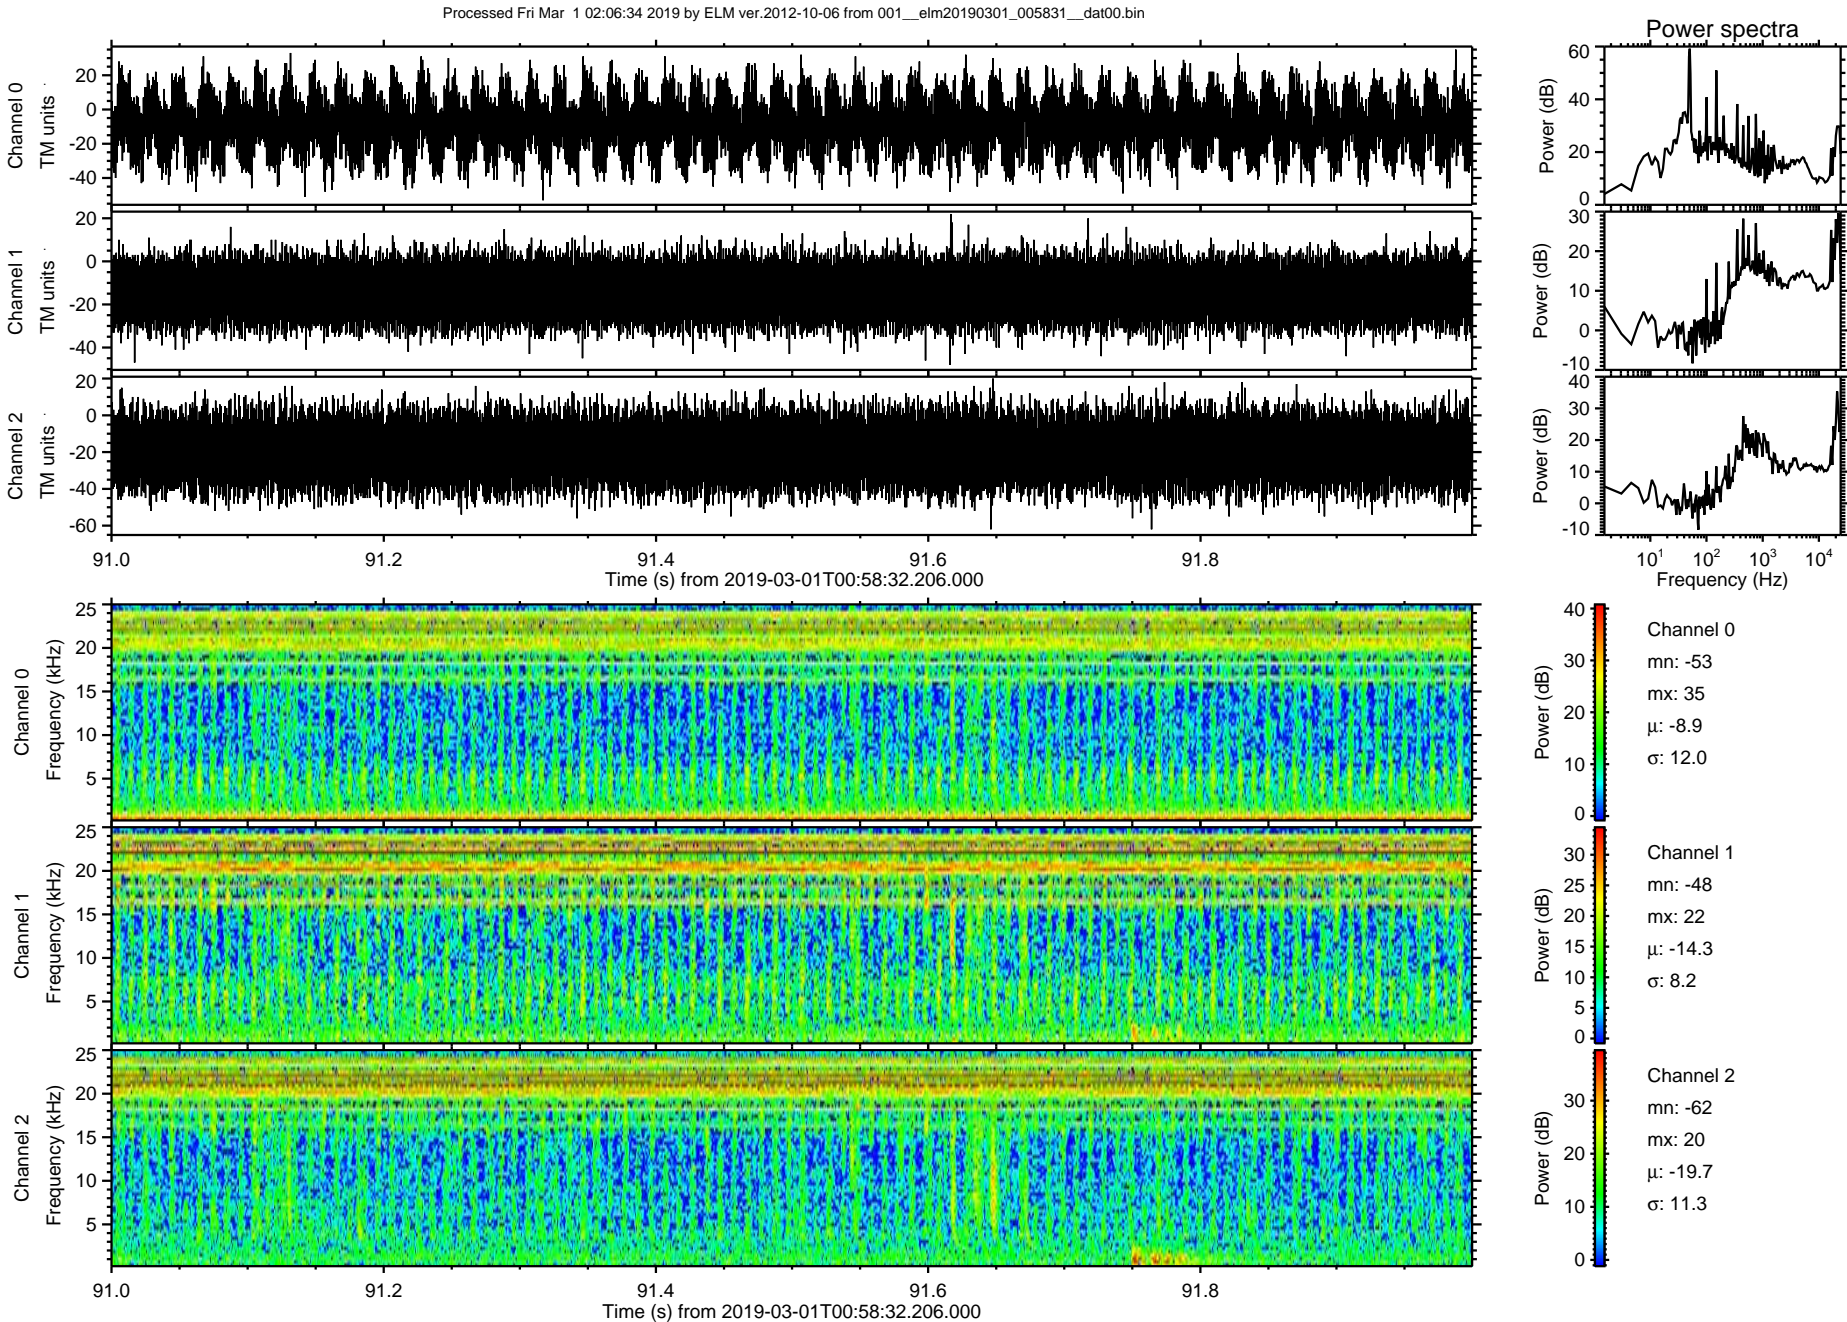 Processed Fri Mar  1 02:06:34 2019 by ELM ver.2012-10-06 from 001__elm20190301_005831__dat00.bin
Power spectra
Channel 0
TM units
20
0
-20
-40
Power (dB)
60
40
20
0
Channel 1
TM units
20
0
-20
-40
Power (dB)
30
20
10
0
-10
Channel 2
TM units
20
0
-20
-40
-60
Power (dB)
40
30
20
10
0
-10
91.0 91.2 91.4 91.6 91.8
Time (s) from 2019-03-01T00:58:32.206.000
10^1 10^2 10^3 10^4
Frequency (Hz)
Channel 0
Frequency (kHz)
25
20
15
10
5
Power (dB)
40
30
20
10
0
Channel 0
mn: -53
mx: 35
μ: -8.9
σ: 12.0
Channel 1
Frequency (kHz)
25
20
15
10
5
Power (dB)
30
25
20
15
10
5
0
Channel 1
mn: -48
mx: 22
μ: -14.3
σ: 8.2
Channel 2
Frequency (kHz)
25
20
15
10
5
Power (dB)
30
20
10
0
Channel 2
mn: -62
mx: 20
μ: -19.7
σ: 11.3
91.0 91.2 91.4 91.6 91.8
Time (s) from 2019-03-01T00:58:32.206.000